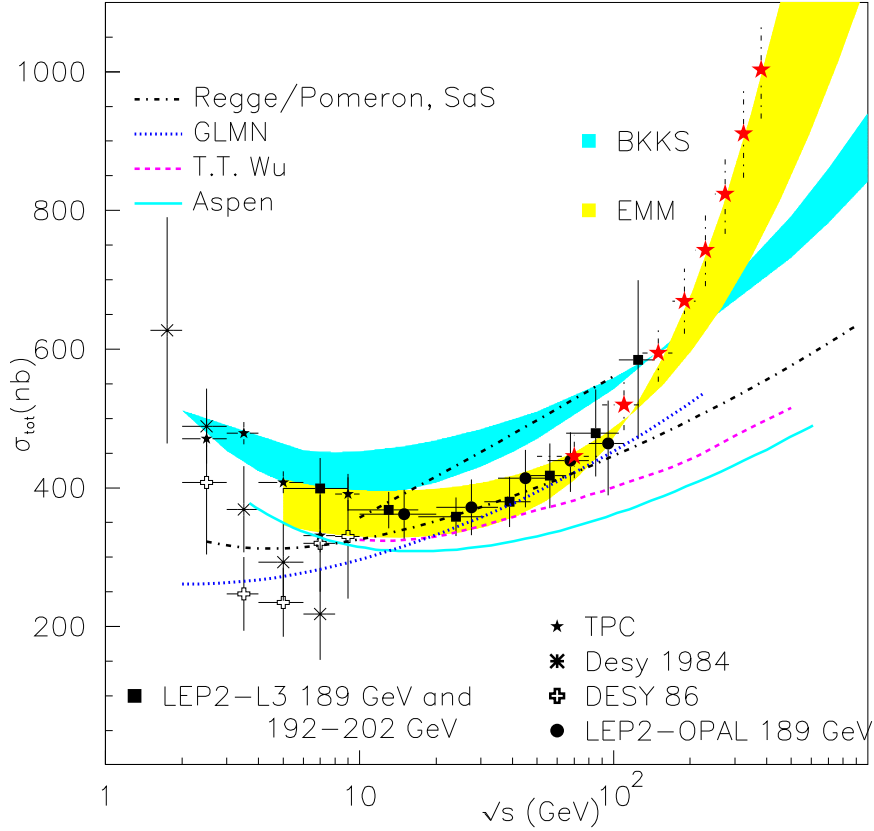 1000
800
600
400
200
σtot(nb)
Regge/Pomeron, SaS
GLMN
T.T. Wu
Aspen
BKKS
EMM
TPC
Desy 1984
DESY 86
LEP2-OPAL 189 GeV
LEP2-L3 189 GeV and
192-202 GeV
1
10
10²
√s (GeV)